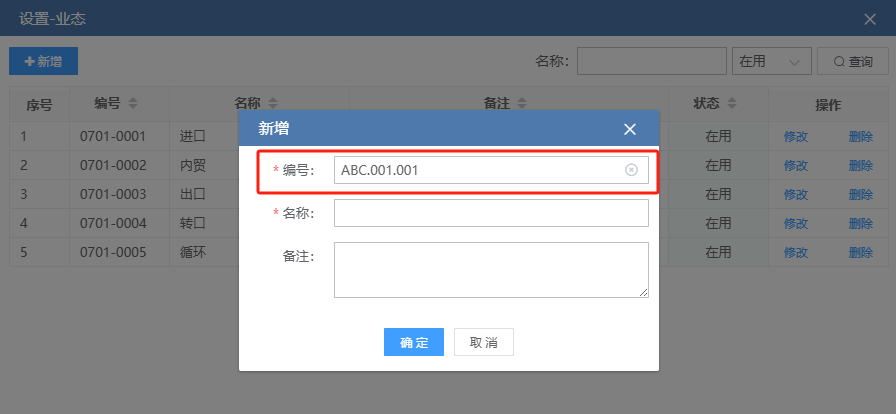 设置-业态
新增 名称： 在用 查询
序号 编号 名称 备注 状态 操作
1 0701-0001 进口 在用 修改 删除
2 0701-0002 内贸 在用 修改 删除
3 0701-0003 出口 在用 修改 删除
4 0701-0004 转口 在用 修改 删除
5 0701-0005 循环 在用 修改 删除
新增
* 编号： ABC.001.001
* 名称：
备注：
确定 取消